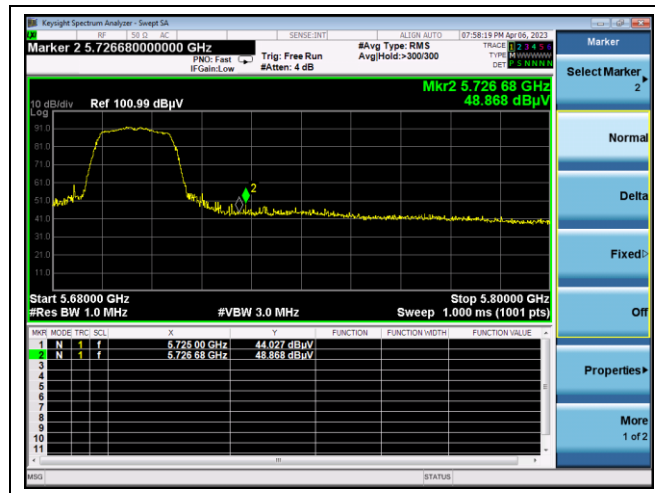 Keysight Spectrum Analyzer - Swept SA
RF 50 Ω AC SENSE:INT ALIGN AUTO 07:58:19 PM Apr 06, 2023
Marker 2 5.726680000000 GHz
PNO: Fast
IFGain:Low
Trig: Free Run
#Atten: 4 dB
#Avg Type: RMS
Avg|Hold:>300/300
TRACE 1 2 3 4 5 6
TYPE M W W W W W
DET P S N N N N
Mkr2 5.726 68 GHz
48.868 dBµV
10 dB/div Ref 100.99 dBµV
Log
91.0
81.0
71.0
61.0
51.0
41.0
31.0
21.0
11.0
2
Start 5.68000 GHz Stop 5.80000 GHz
#Res BW 1.0 MHz #VBW 3.0 MHz Sweep 1.000 ms (1001 pts)
MKR MODE TRC SCL X Y FUNCTION FUNCTION WIDTH FUNCTION VALUE
1 N 1 f 5.725 00 GHz 44.027 dBµV
2 N 1 f 5.726 68 GHz 48.868 dBµV
3
4
5
6
7
8
9
10
11
MSG STATUS
Marker
Select Marker
2
Normal
Delta
Fixed
Off
Properties
More
1 of 2